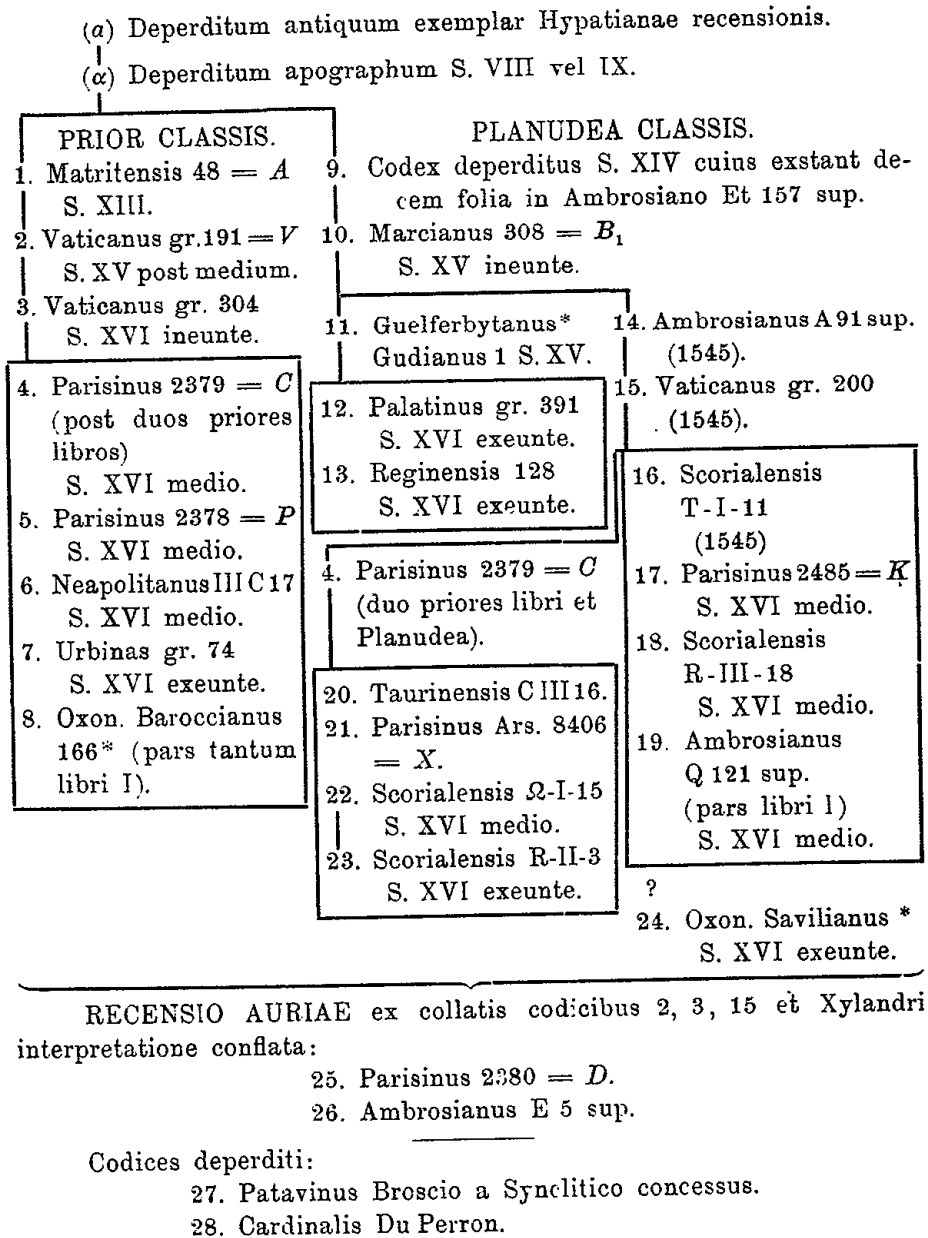 (a) Deperditum antiquum exemplar Hypatianae recensionis.
(α) Deperditum apographum S. VIII vel IX.
PRIOR CLASSIS.
1. Matritensis 48 = A
S. XIII.
2. Vaticanus gr. 191 = V
S. XV post medium.
3. Vaticanus gr. 304
S. XVI ineunte.
4. Parisinus 2379 = C
(post duos priores
libros)
S. XVI medio.
5. Parisinus 2378 = P
S. XVI medio.
6. Neapolitanus III C 17
S. XVI medio.
7. Urbinas gr. 74
S. XVI exeunte.
8. Oxon. Baroccianus
166* (pars tantum
libri I).
PLANUDEA CLASSIS.
9. Codex deperditus S. XIV cuius exstant de-
cem folia in Ambrosiano Et 157 sup.
10. Marcianus 308 = B₁
S. XV ineunte.
11. Guelferbytanus*
Gudianus 1 S. XV.
12. Palatinus gr. 391
S. XVI exeunte.
13. Reginensis 128
S. XVI exeunte.
4. Parisinus 2379 = C
(duo priores libri et
Planudea).
20. Taurinensis C III 16.
21. Parisinus Ars. 8406
= X.
22. Scorialensis Ω-I-15
S. XVI medio.
23. Scorialensis R-II-3
S. XVI exeunte.
14. Ambrosianus A 91 sup.
(1545).
15. Vaticanus gr. 200
(1545).
16. Scorialensis
T-I-11
(1545)
17. Parisinus 2485 = K
S. XVI medio.
18. Scorialensis
R-III-18
S. XVI medio.
19. Ambrosianus
Q 121 sup.
(pars libri I)
S. XVI medio.
?
24. Oxon. Savilianus *
S. XVI exeunte.
RECENSIO AURIAE ex collatis codicibus 2, 3, 15 et Xylandri
interpretatione conflata:
25. Parisinus 2380 = D.
26. Ambrosianus E 5 sup.
Codices deperditi:
27. Patavinus Broscio a Synclitico concessus.
28. Cardinalis Du Perron.